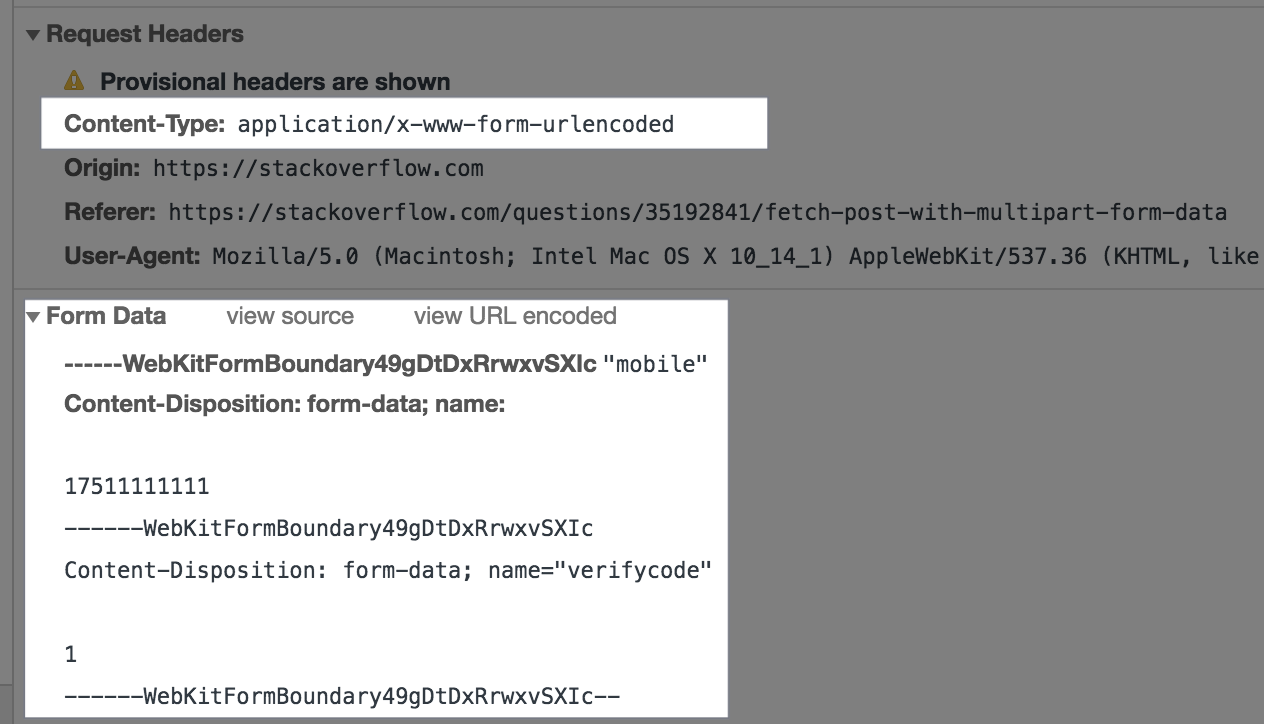 Request Headers
Provisional headers are shown
Content-Type: application/x-www-form-urlencoded
Origin: https://stackoverflow.com
Referer: https://stackoverflow.com/questions/35192841/fetch-post-with-multipart-form-data
User-Agent: Mozilla/5.0 (Macintosh; Intel Mac OS X 10_14_1) AppleWebKit/537.36 (KHTML, like
Form Data view source view URL encoded
------WebKitFormBoundary49gDtDxRrwxvSXIc "mobile"
Content-Disposition: form-data; name:
17511111111
------WebKitFormBoundary49gDtDxRrwxvSXIc
Content-Disposition: form-data; name="verifycode"
1
------WebKitFormBoundary49gDtDxRrwxvSXIc--